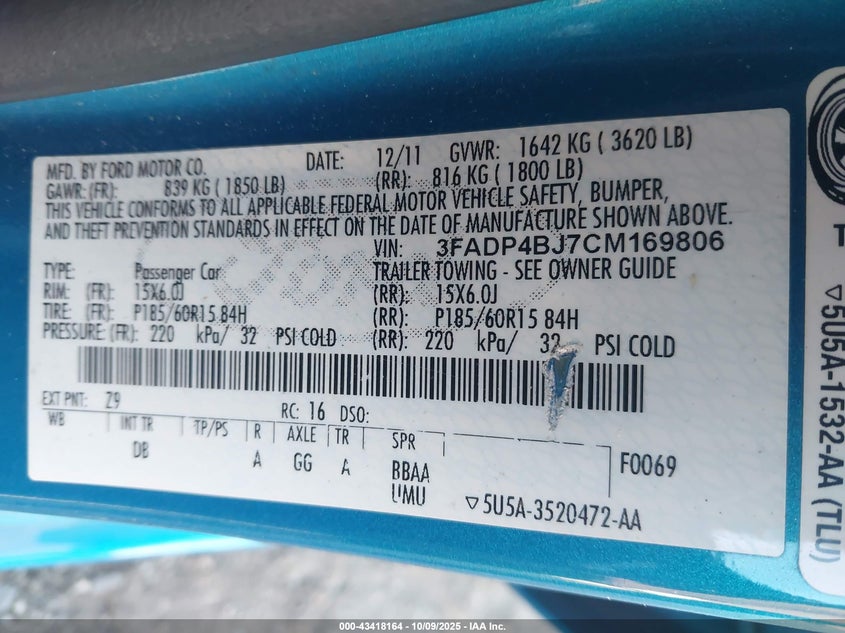 MFD. BY FORD MOTOR CO. DATE: 12/11 GVWR: 1642 KG ( 3620 LB)
GAWR: (FR): 839 KG ( 1850 LB) (RR): 816 KG ( 1800 LB)
THIS VEHICLE CONFORMS TO ALL APPLICABLE FEDERAL MOTOR VEHICLE SAFETY, BUMPER,
AND THEFT PREVENTION STANDARDS IN EFFECT ON THE DATE OF MANUFACTURE SHOWN ABOVE.
VIN: 3FADP4BJ7CM169806
TYPE: Passenger Car TRAILER TOWING - SEE OWNER GUIDE
RIM: (FR): 15X6.0J (RR): 15X6.0J
TIRE: (FR): P185/60R15 84H (RR): P185/60R15 84H
PRESSURE: (FR): 220 kPa/ 32 PSI COLD (RR): 220 kPa/ 32 PSI COLD
EXT PNT: Z9 RC: 16 DSO:
WB INT TR TP/PS R AXLE TR SPR
DB A GG A BBAA F0069
UMU ▽5U5A-3520472-AA
T
▽5U5A-1532-AA (TLU)
000-43418164 - 10/09/2025 - IAA Inc.